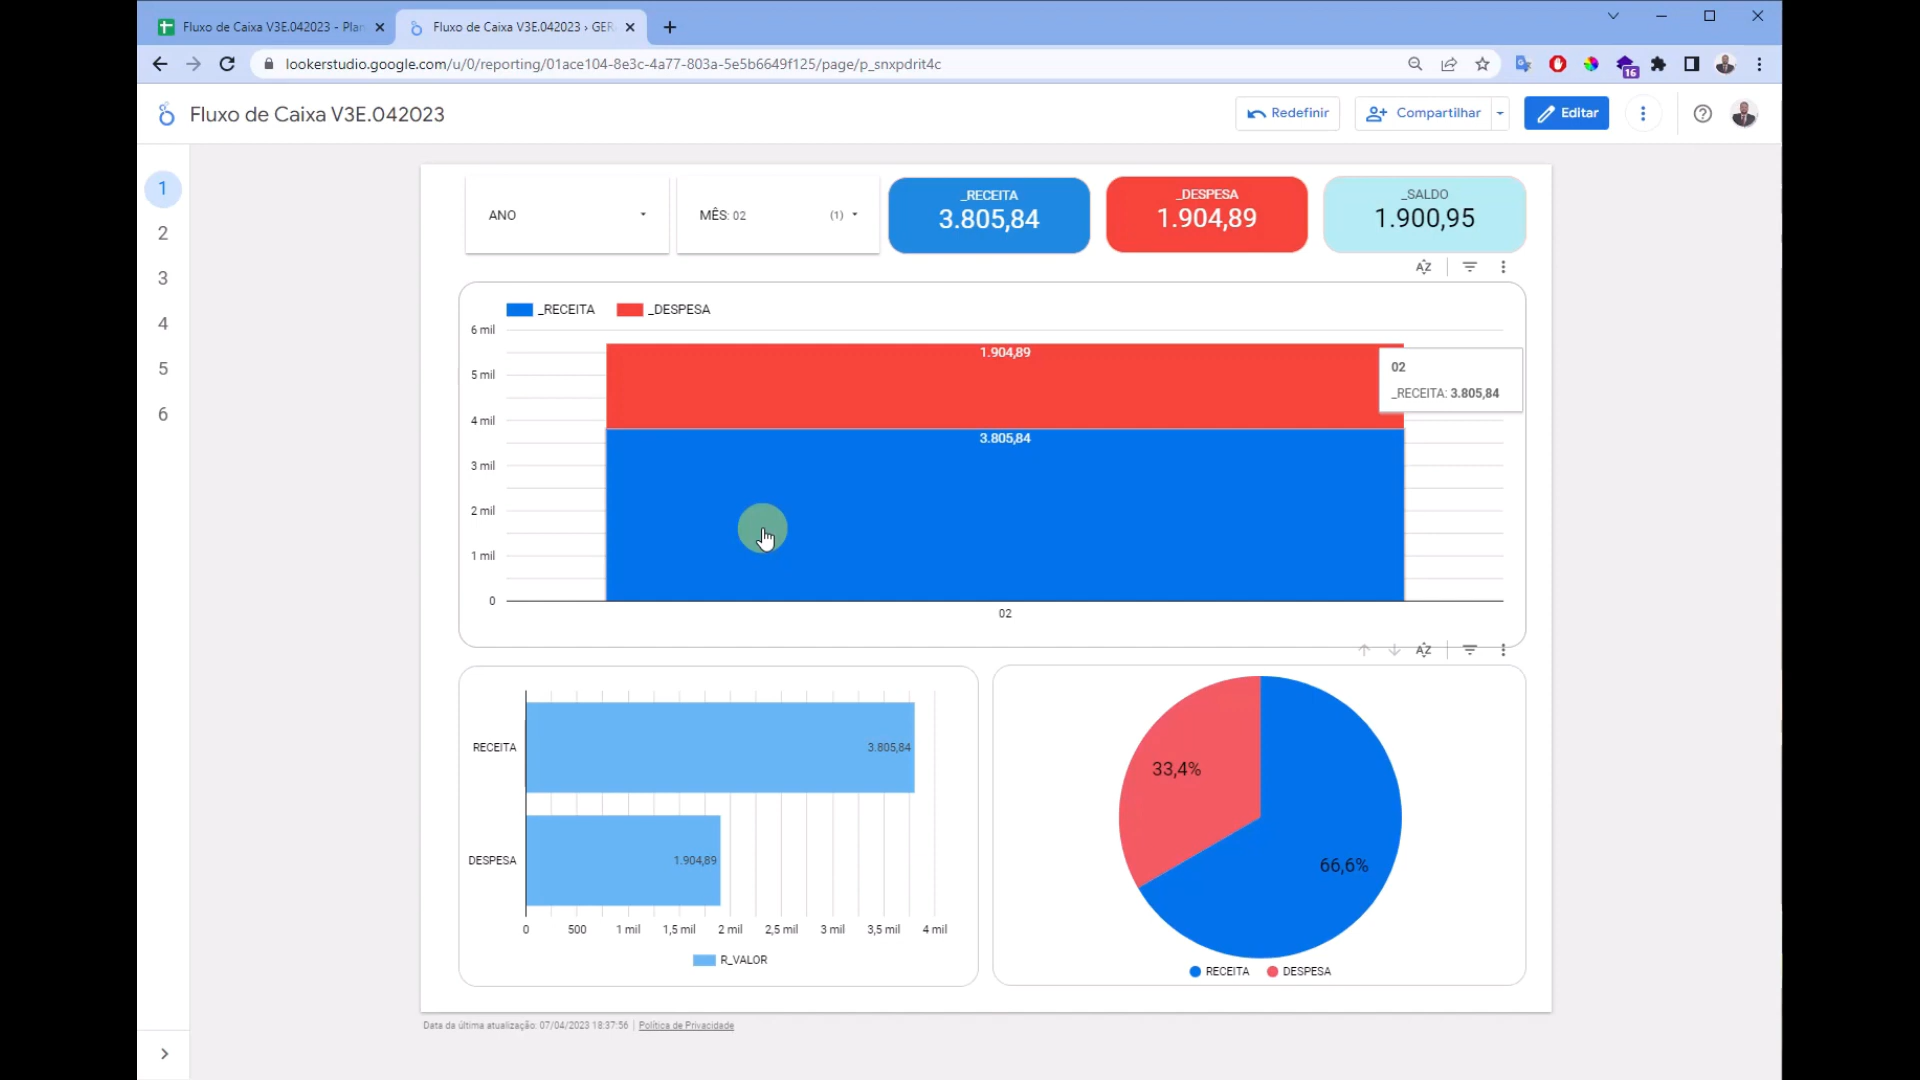 Fluxo de Caixa V3E.042023 - Plan
Fluxo de Caixa V3E.042023 › GER
lookerstudio.google.com/u/0/reporting/01ace104-8e3c-4a77-803a-5e5b6649f125/page/p_snxpdrit4c
16
Fluxo de Caixa V3E.042023
Redefinir
Compartilhar
Editar
1
2
3
4
5
6
ANO
MÊS: 02
(1)
_RECEITA
3.805,84
_DESPESA
1.904,89
_SALDO
1.900,95
AZ
_RECEITA
_DESPESA
6 mil
5 mil
4 mil
3 mil
2 mil
1 mil
0
1.904,89
3.805,84
02
02
_RECEITA: 3.805,84
AZ
RECEITA
3.805,84
DESPESA
1.904,89
0 500 1 mil 1,5 mil 2 mil 2,5 mil 3 mil 3,5 mil 4 mil
R_VALOR
33,4%
66,6%
RECEITA DESPESA
Data da última atualização: 07/04/2023 18:37:56 | Política de Privacidade